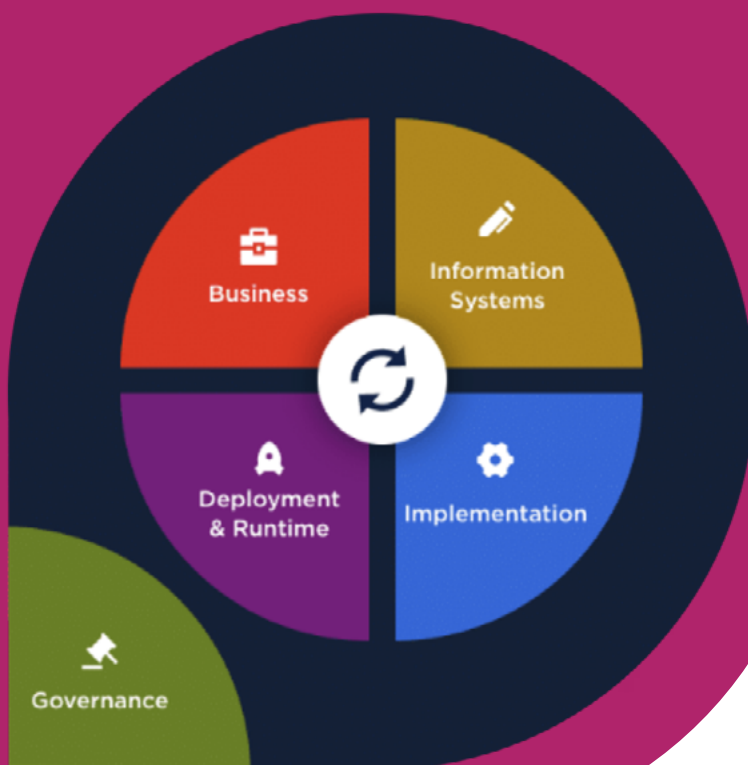 Business
Information
Systems
Deployment
& Runtime
Implementation
Governance